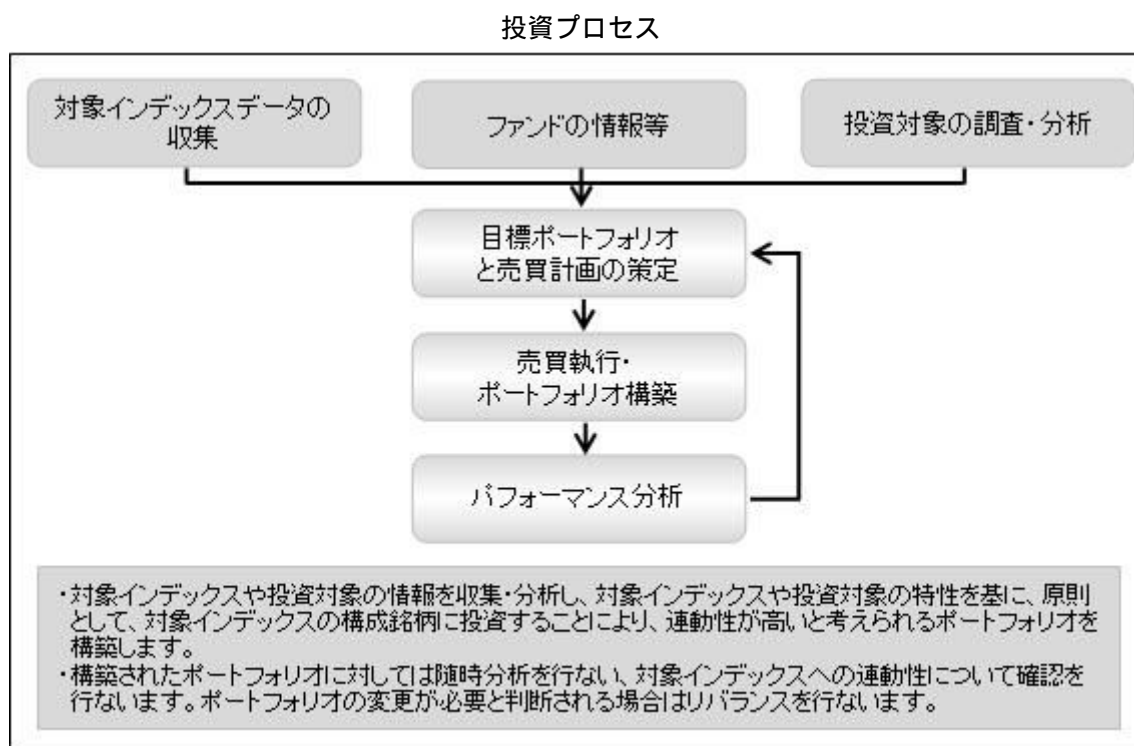 投資プロセス
対象インデックスデータの
収集
ファンドの情報等
投資対象の調査・分析
目標ポートフォリオ
と売買計画の策定
売買執行・
ポートフォリオ構築
パフォーマンス分析
・対象インデックスや投資対象の情報を収集・分析し、対象インデックスや投資対象の特性を基に、原則
として、対象インデックスの構成銘柄に投資することにより、連動性が高いと考えられるポートフォリオを
構築します。
・構築されたポートフォリオに対しては随時分析を行ない、対象インデックスへの連動性について確認を
行ないます。ポートフォリオの変更が必要と判断される場合はリバランスを行ないます。